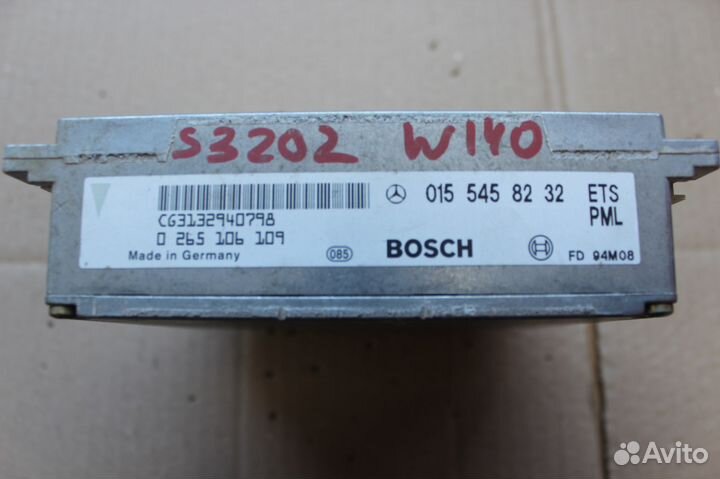 S3202 W140
015 545 82 32 ETS
PML
CG3132940798
0 265 106 109
Made in Germany
085
BOSCH
FD 94M08
Avito